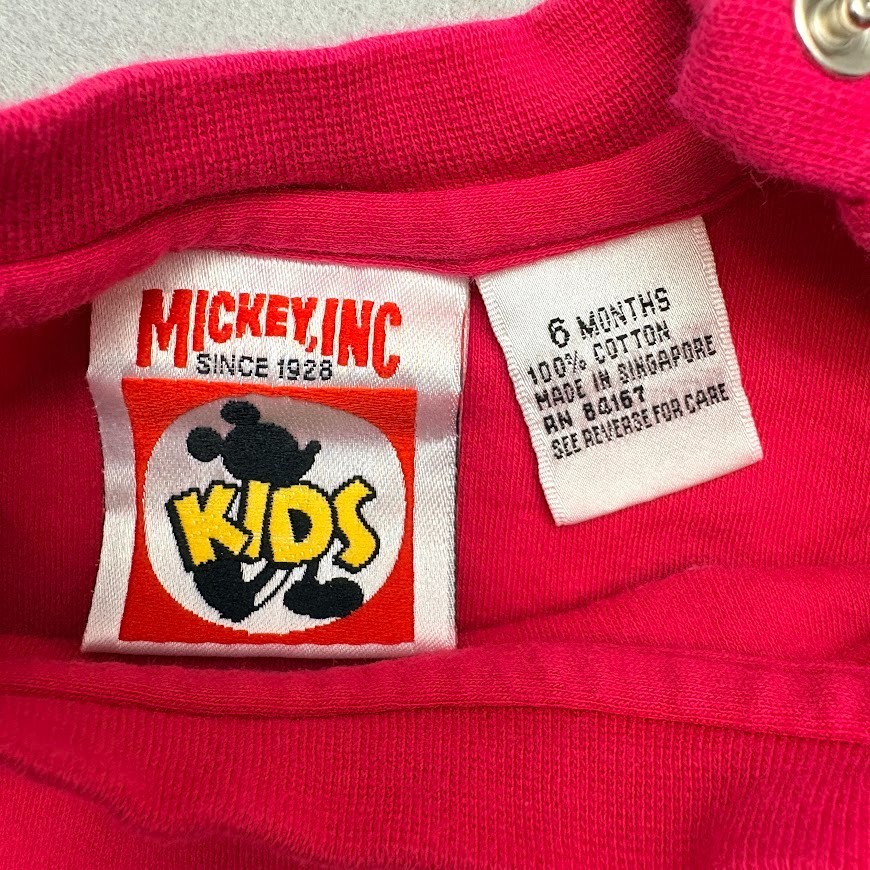 MICKEY, INC
SINCE 1928
KIDS
6 MONTHS
100% COTTON
MADE IN SINGAPORE
RN 84167
SEE REVERSE FOR CARE